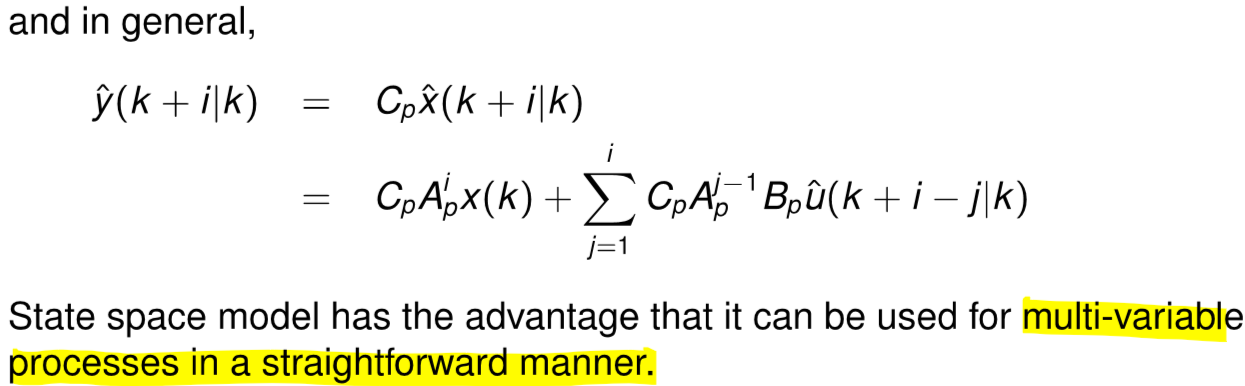 and in general,
ŷ(k + i|k) = C_p x̂(k + i|k)
= C_p A_p^i x(k) + ∑_{j=1}^{i} C_p A_p^{j−1} B_p û(k + i − j|k)
State space model has the advantage that it can be used for multi-variable
processes in a straightforward manner.